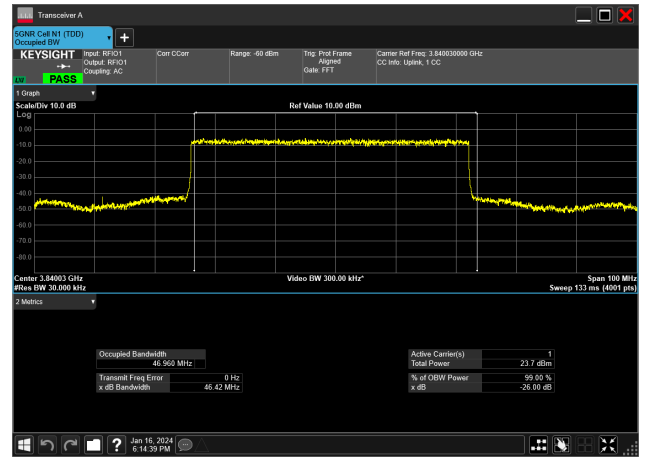 Transceiver A
5GNR Cell N1 (TDD)
Occupied BW
KEYSIGHT
PASS
Input: RFIO1
Output: RFIO1
Coupling: AC
Corr CCorr
Range: -60 dBm
Trig: Prot Frame
Aligned
Gate: FFT
Carrier Ref Freq: 3.840030000 GHz
CC Info: Uplink, 1 CC
1 Graph
Scale/Div 10.0 dB
Ref Value 10.00 dBm
Log
0.00
-10.0
-20.0
-30.0
-40.0
-50.0
-60.0
-70.0
-80.0
Center 3.84003 GHz
Video BW 300.00 kHz*
Span 100 MHz
#Res BW 30.000 kHz
Sweep 133 ms (4001 pts)
2 Metrics
Occupied Bandwidth
46.960 MHz
Transmit Freq Error 0 Hz
x dB Bandwidth 46.42 MHz
Active Carrier(s) 1
Total Power 23.7 dBm
% of OBW Power 99.00 %
x dB -26.00 dB
Jan 16, 2024
6:14:39 PM